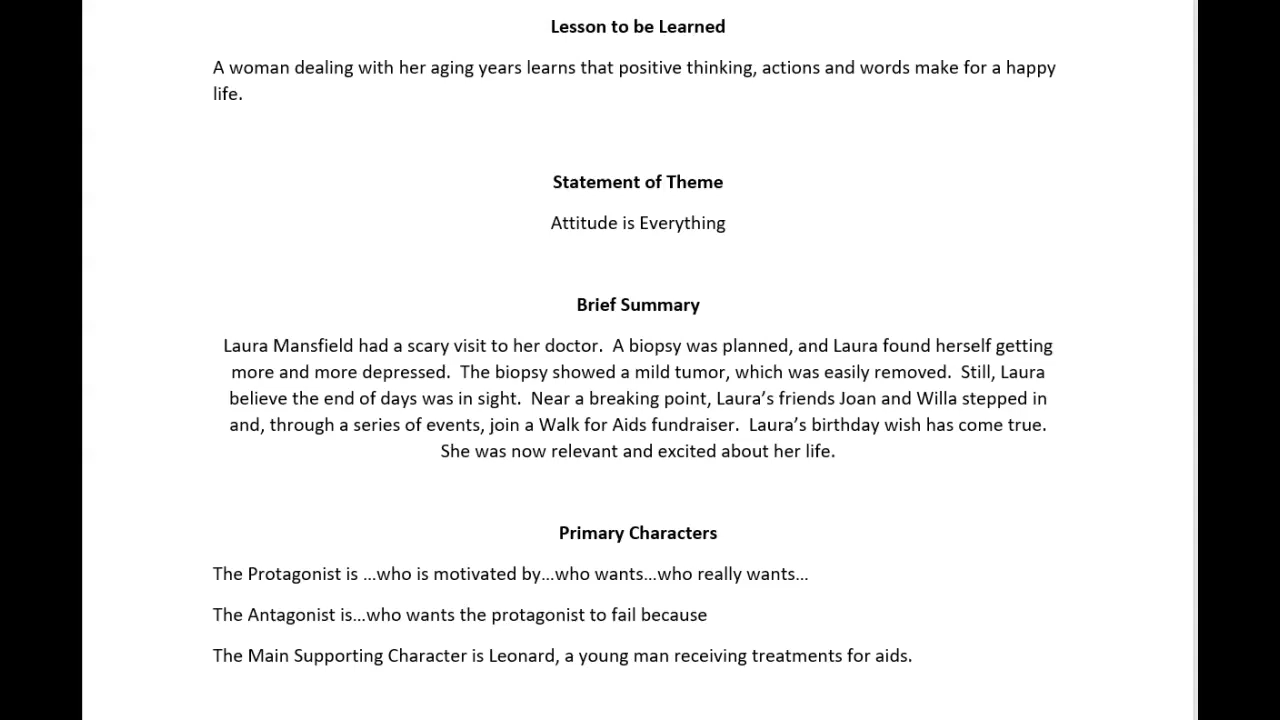 Lesson to be Learned
A woman dealing with her aging years learns that positive thinking, actions and words make for a happy
life.
Statement of Theme
Attitude is Everything
Brief Summary
Laura Mansfield had a scary visit to her doctor.  A biopsy was planned, and Laura found herself getting
more and more depressed.  The biopsy showed a mild tumor, which was easily removed.  Still, Laura
believe the end of days was in sight.  Near a breaking point, Laura’s friends Joan and Willa stepped in
and, through a series of events, join a Walk for Aids fundraiser.  Laura’s birthday wish has come true.
She was now relevant and excited about her life.
Primary Characters
The Protagonist is …who is motivated by…who wants…who really wants…
The Antagonist is…who wants the protagonist to fail because
The Main Supporting Character is Leonard, a young man receiving treatments for aids.